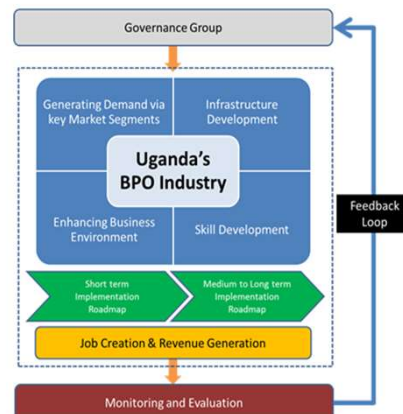 Governance Group
Generating Demand via
key Market Segments
Infrastructure
Development
Uganda's
BPO Industry
Enhancing Business
Environment
Skill Development
Feedback
Loop
Short term
Implementation
Roadmap
Medium to Long term
Implementation
Roadmap
Job Creation & Revenue Generation
Monitoring and Evaluation